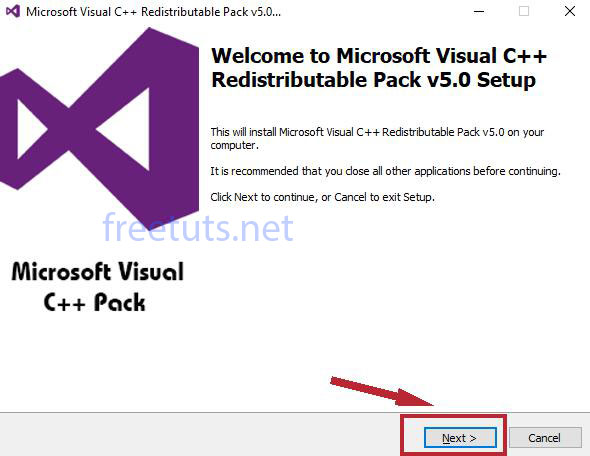 Microsoft Visual C++ Redistributable Pack v5.0...
Welcome to Microsoft Visual C++
Redistributable Pack v5.0 Setup
This will install Microsoft Visual C++ Redistributable Pack v5.0 on your
computer.
It is recommended that you close all other applications before continuing.
Click Next to continue, or Cancel to exit Setup.
freetuts.net
Microsoft Visual
C++ Pack
Next >
Cancel